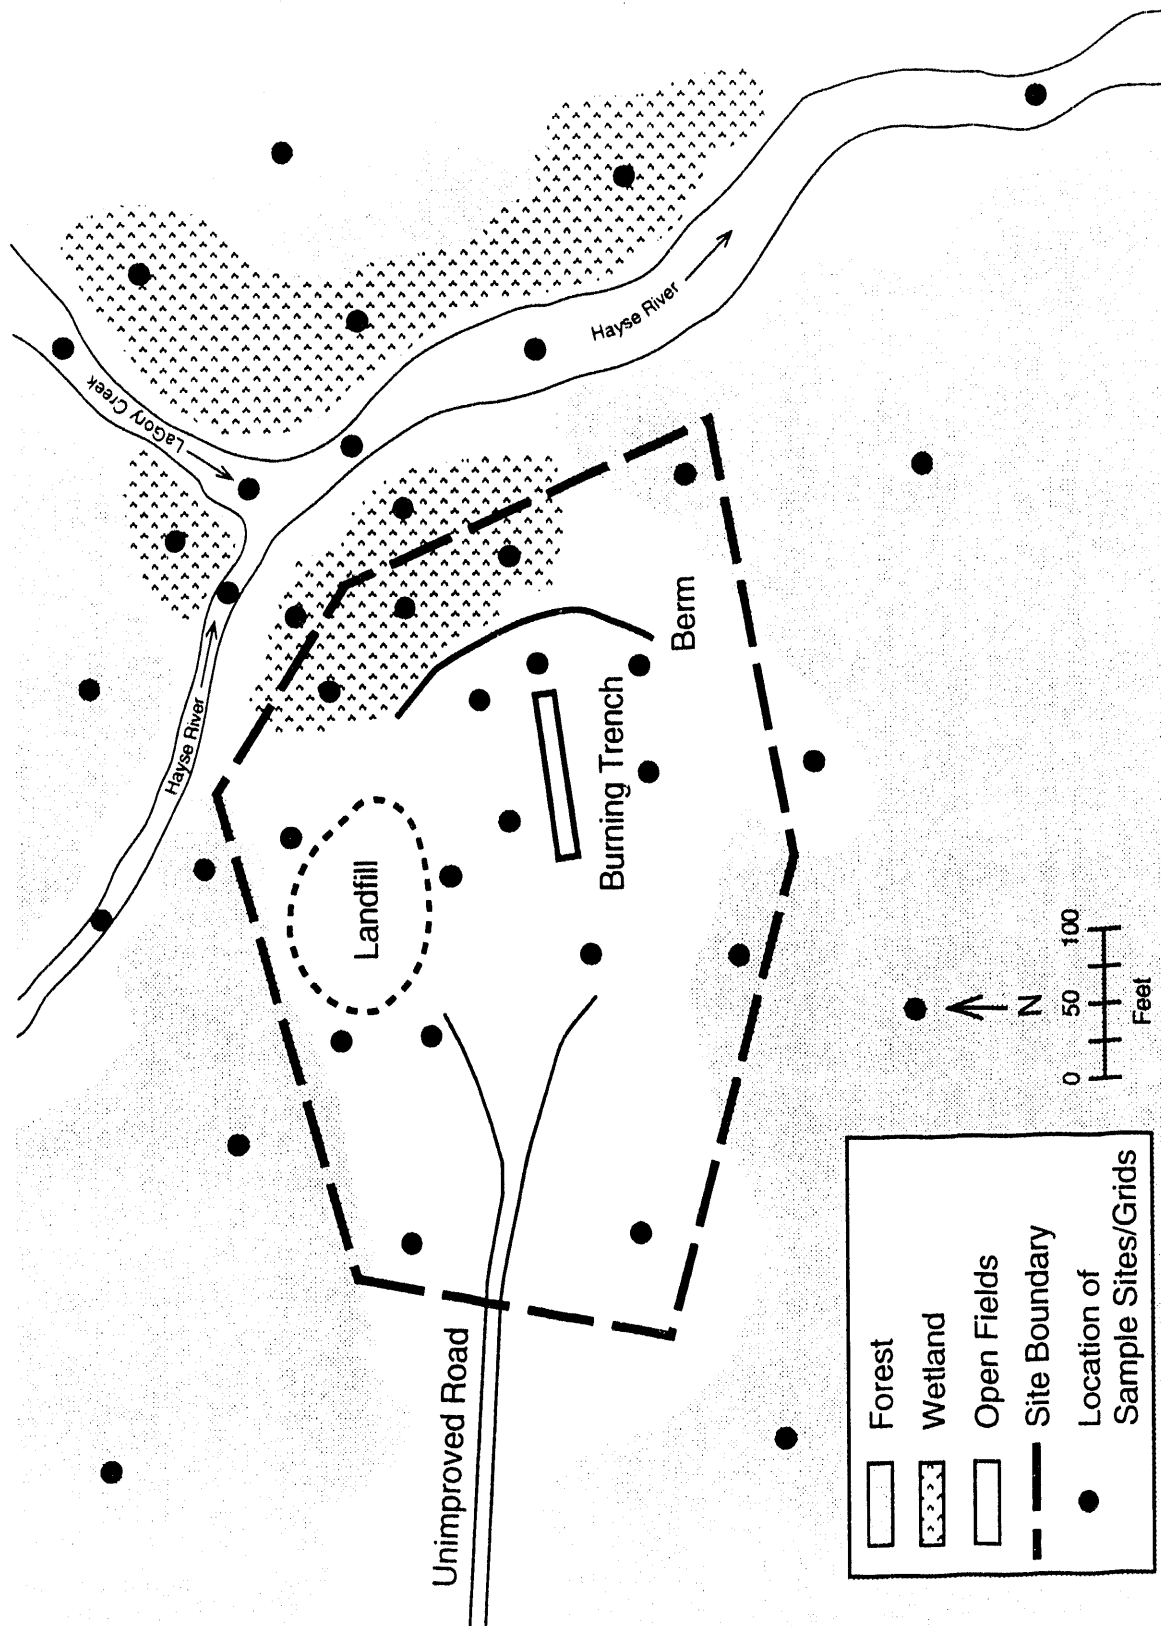 LaGory Creek
Hayse River
Hayse River
Landfill
Burning Trench
Berm
Unimproved Road
N
0 50 100
Feet
Forest
Wetland
Open Fields
Site Boundary
Location of
Sample Sites/Grids